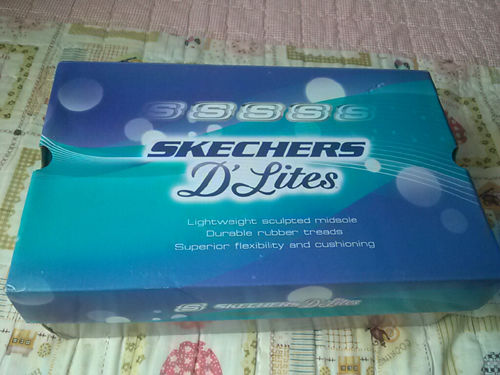 SSSSS
SKECHERS
D'Lites
Lightweight sculpted midsole
Durable rubber treads
Superior flexibility and cushioning
S SKECHERS D'Lites